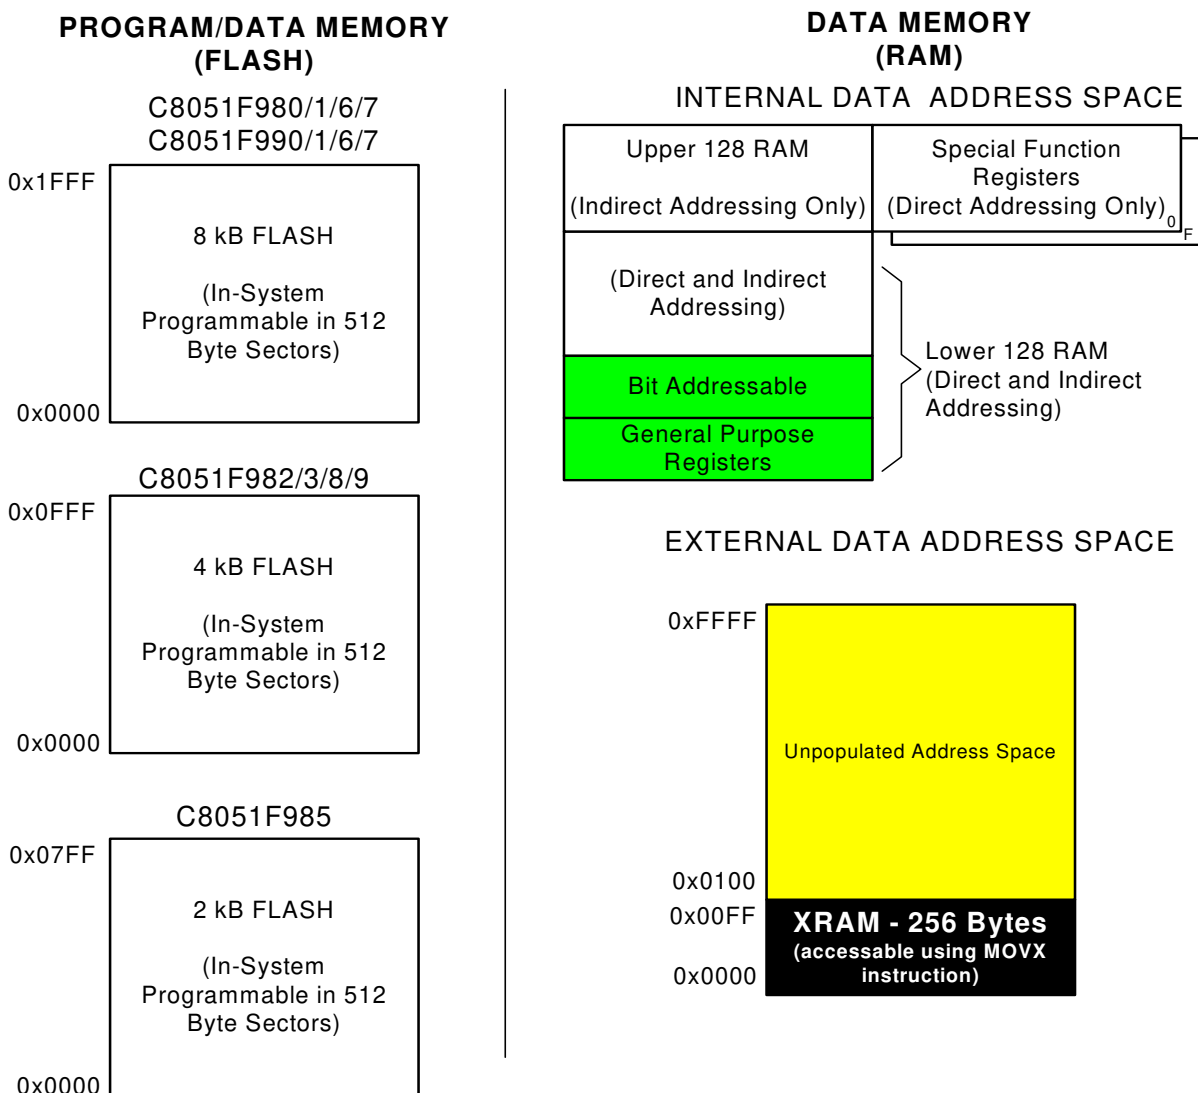 PROGRAM/DATA MEMORY
(FLASH)
C8051F980/1/6/7
C8051F990/1/6/7
0x1FFF
8 kB FLASH
(In-System
Programmable in 512
Byte Sectors)
0x0000
C8051F982/3/8/9
0x0FFF
4 kB FLASH
(In-System
Programmable in 512
Byte Sectors)
0x0000
C8051F985
0x07FF
2 kB FLASH
(In-System
Programmable in 512
Byte Sectors)
0x0000
DATA MEMORY
(RAM)
INTERNAL DATA ADDRESS SPACE
Upper 128 RAM
(Indirect Addressing Only)
Special Function
Registers
(Direct Addressing Only)
0
F
(Direct and Indirect
Addressing)
Bit Addressable
General Purpose
Registers
Lower 128 RAM
(Direct and Indirect
Addressing)
EXTERNAL DATA ADDRESS SPACE
0xFFFF
Unpopulated Address Space
0x0100
0x00FF
XRAM - 256 Bytes
(accessable using MOVX
instruction)
0x0000